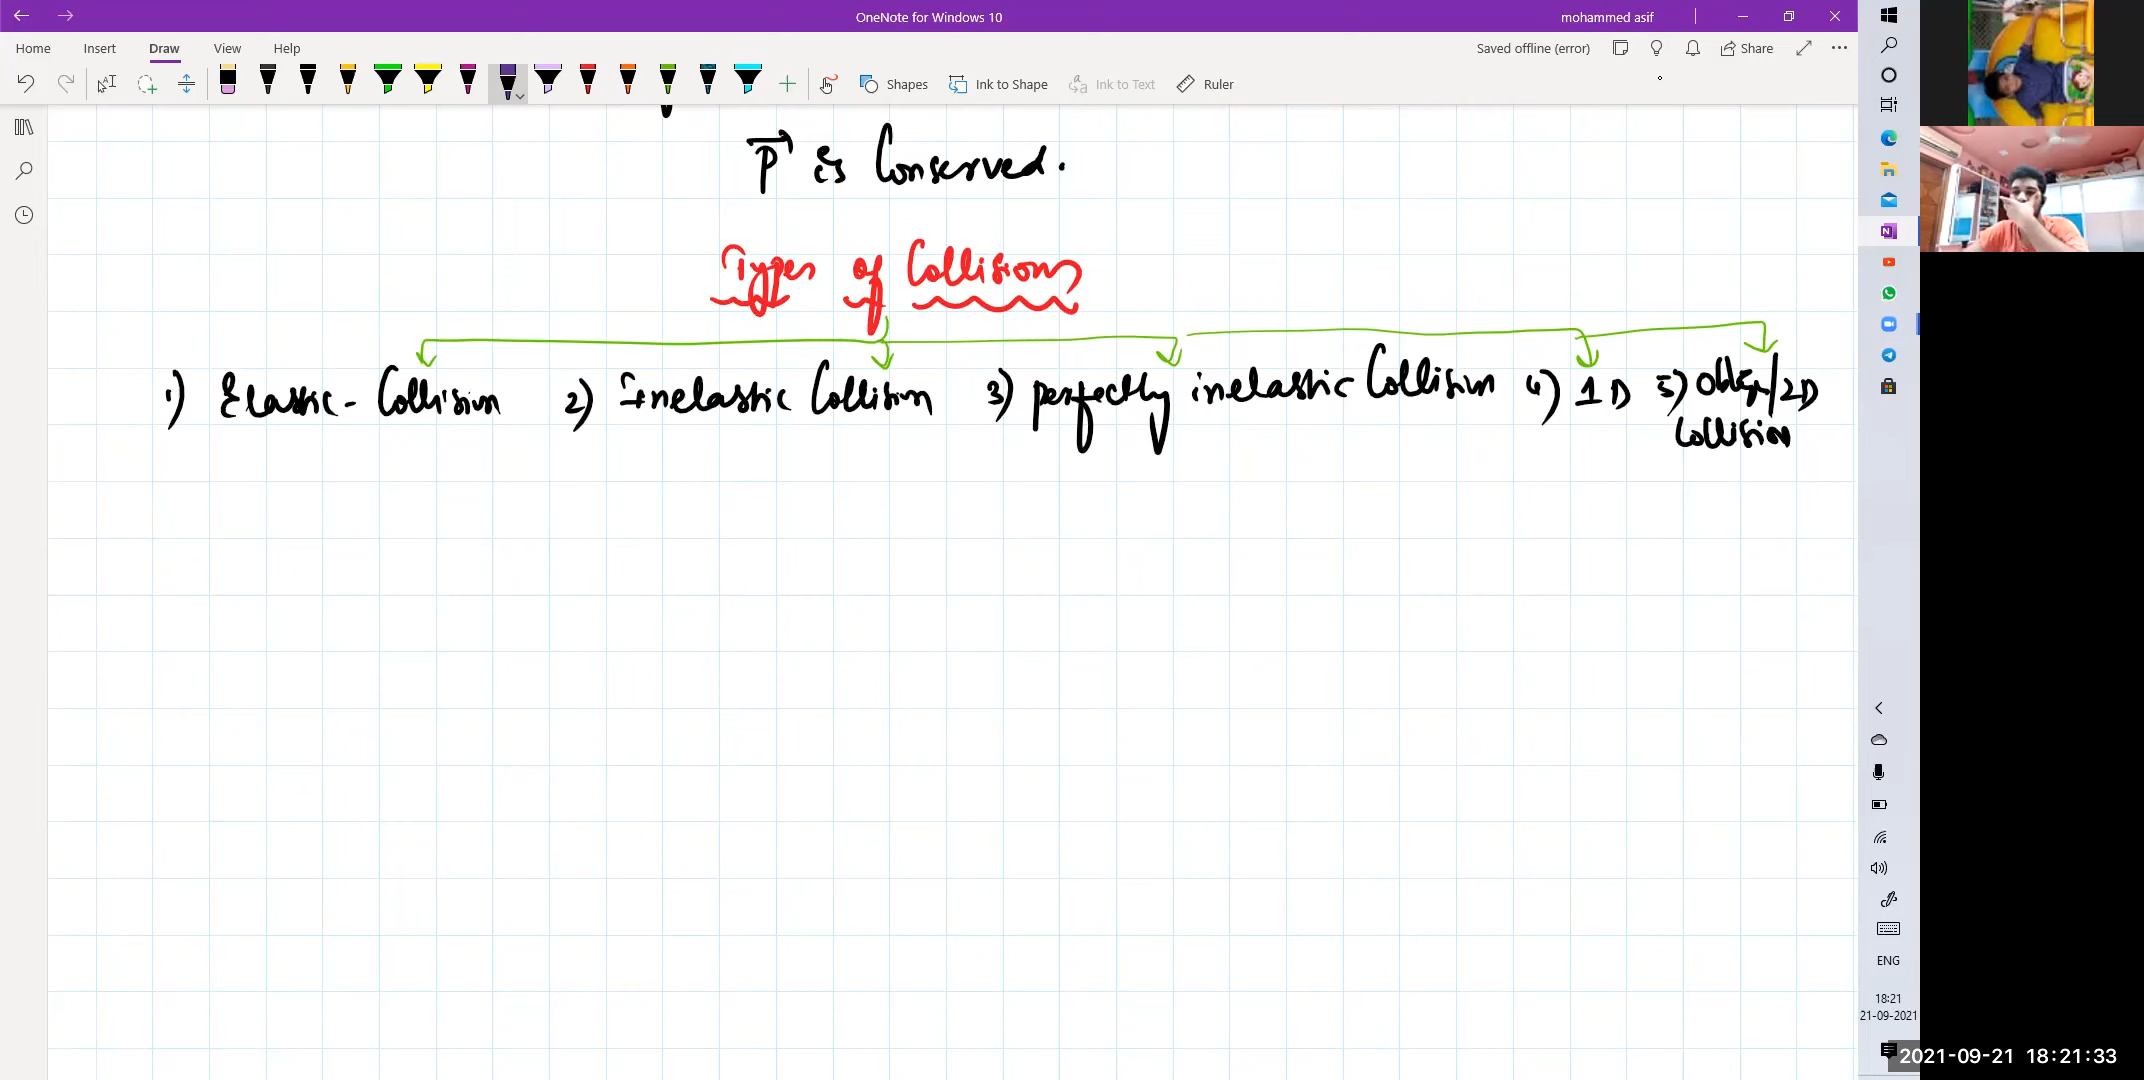 OneNote for Windows 10
mohammed asif
Home Insert Draw View Help
Saved offline (error) Share
Shapes Ink to Shape Ink to Text Ruler
P is Conserved.
Types of Collisions
1) Elastic - Collision 2) Inelastic Collision 3) perfectly inelastic Collision 4) 1D 5) /2D
Collision
ENG
18:21
21-09-2021
2021-09-21 18:21:33